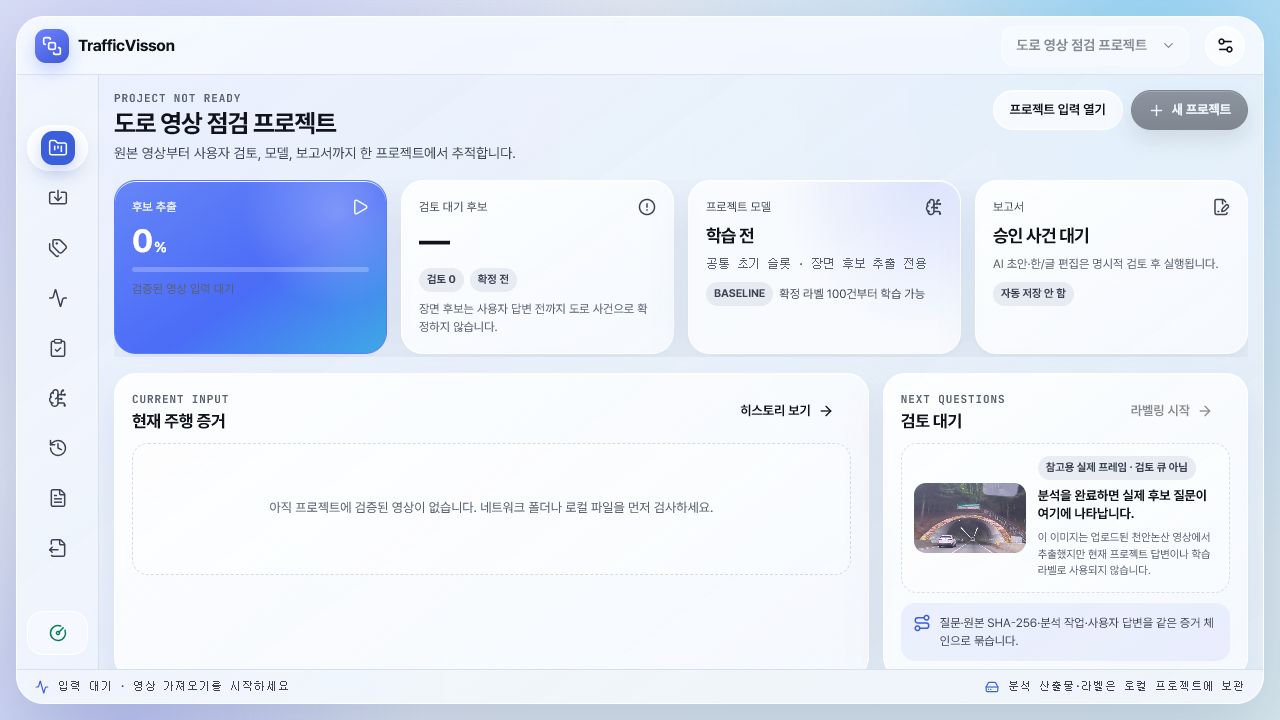 TrafficVisson
도로 영상 점검 프로젝트
PROJECT NOT READY
도로 영상 점검 프로젝트
원본 영상부터 사용자 검토, 모델, 보고서까지 한 프로젝트에서 추적합니다.
프로젝트 입력 열기
새 프로젝트
후보 추출
0%
검증된 영상 입력 대기
검토 대기 후보
—
검토 0
확정 전
장면 후보는 사용자 답변 전까지 도로 사건으로 확
정하지 않습니다.
프로젝트 모델
학습 전
공통 초기 슬롯 · 장면 후보 추출 전용
BASELINE
확정 라벨 100건부터 학습 가능
보고서
승인 사건 대기
AI 초안·한/글 편집은 명시적 검토 후 실행됩니다.
자동 저장 안 함
CURRENT INPUT
현재 주행 증거
히스토리 보기
아직 프로젝트에 검증된 영상이 없습니다. 네트워크 폴더나 로컬 파일을 먼저 검사하세요.
NEXT QUESTIONS
검토 대기
라벨링 시작
참고용 실제 프레임 · 검토 큐 아님
분석을 완료하면 실제 후보 질문이
여기에 나타납니다.
이 이미지는 업로드된 천안논산 영상에서
추출했지만 현재 프로젝트 답변이나 학습
라벨로 사용되지 않습니다.
질문·원본 SHA-256·분석 작업·사용자 답변을 같은 증거 체
인으로 묶습니다.
입력 대기 · 영상 가져오기를 시작하세요
분석 산출물·라벨은 로컬 프로젝트에 보관